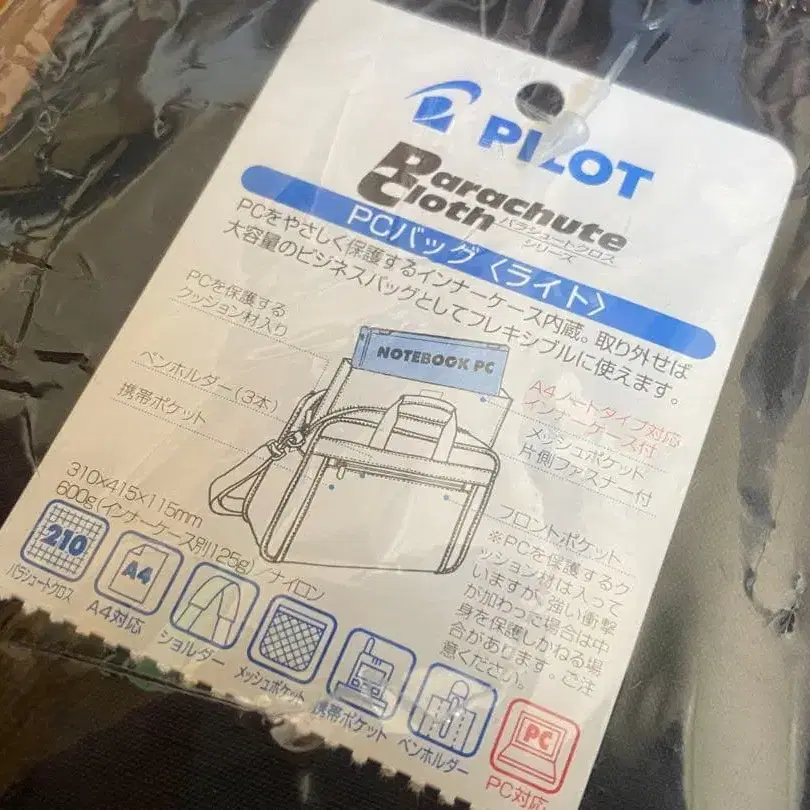 PILOT
Parachute
Cloth パラシュートクロス
シリーズ
PCバッグ〈ライト〉
PCをやさしく保護するインナーケース内蔵。取り外せば
大容量のビジネスバッグとしてフレキシブルに使えます。
PCを保護する
クッション材入り
NOTEBOOK PC
ペンホルダー(3本)
携帯ポケット
A4ノートタイプ対応
インナーケース付
メッシュポケット
片側ファスナー付
フロントポケット
310×415×115mm
600g(インナーケース別125g)/ナイロン
※PCを保護するク
ッション材は入って
いますが、強い衝撃
が加わった場合は中
身を保護しかねる場
合があります。ご注
意ください。
210
パラシュートクロス
A4
A4対応
ショルダー
メッシュポケット
携帯ポケット
ペンホルダー
PC
PC対応